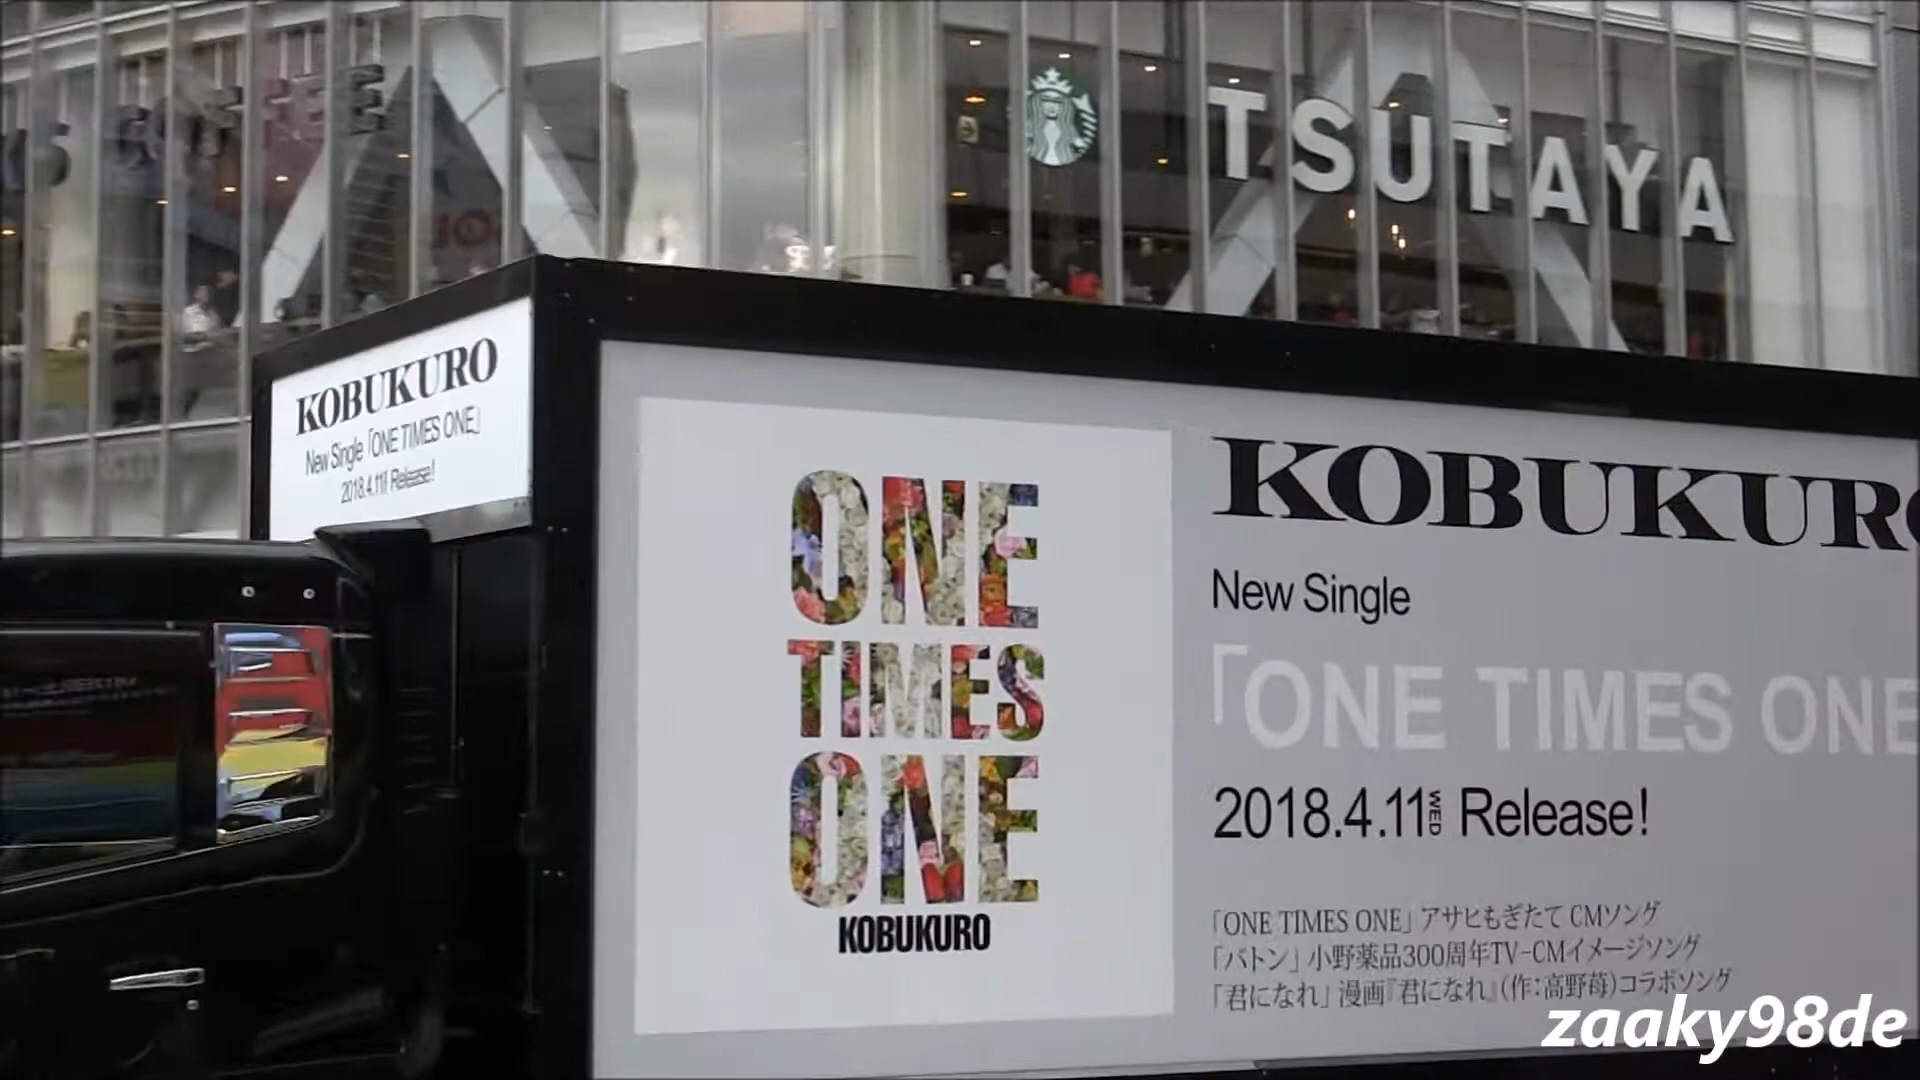 COFFEE
TSUTAYA
KOBUKURO
New Single「ONE TIMES ONE」
2018.4.11 Release!
ONE
TIMES
ONE
KOBUKURO
KOBUKURO
New Single
「ONE TIMES ONE
2018.4.11 WED Release!
「ONE TIMES ONE」アサヒもぎたて CMソング
「バトン」小野薬品300周年TV-CMイメージソング
「君になれ」漫画『君になれ』(作:高野苺)コラボソング
zaaky98de